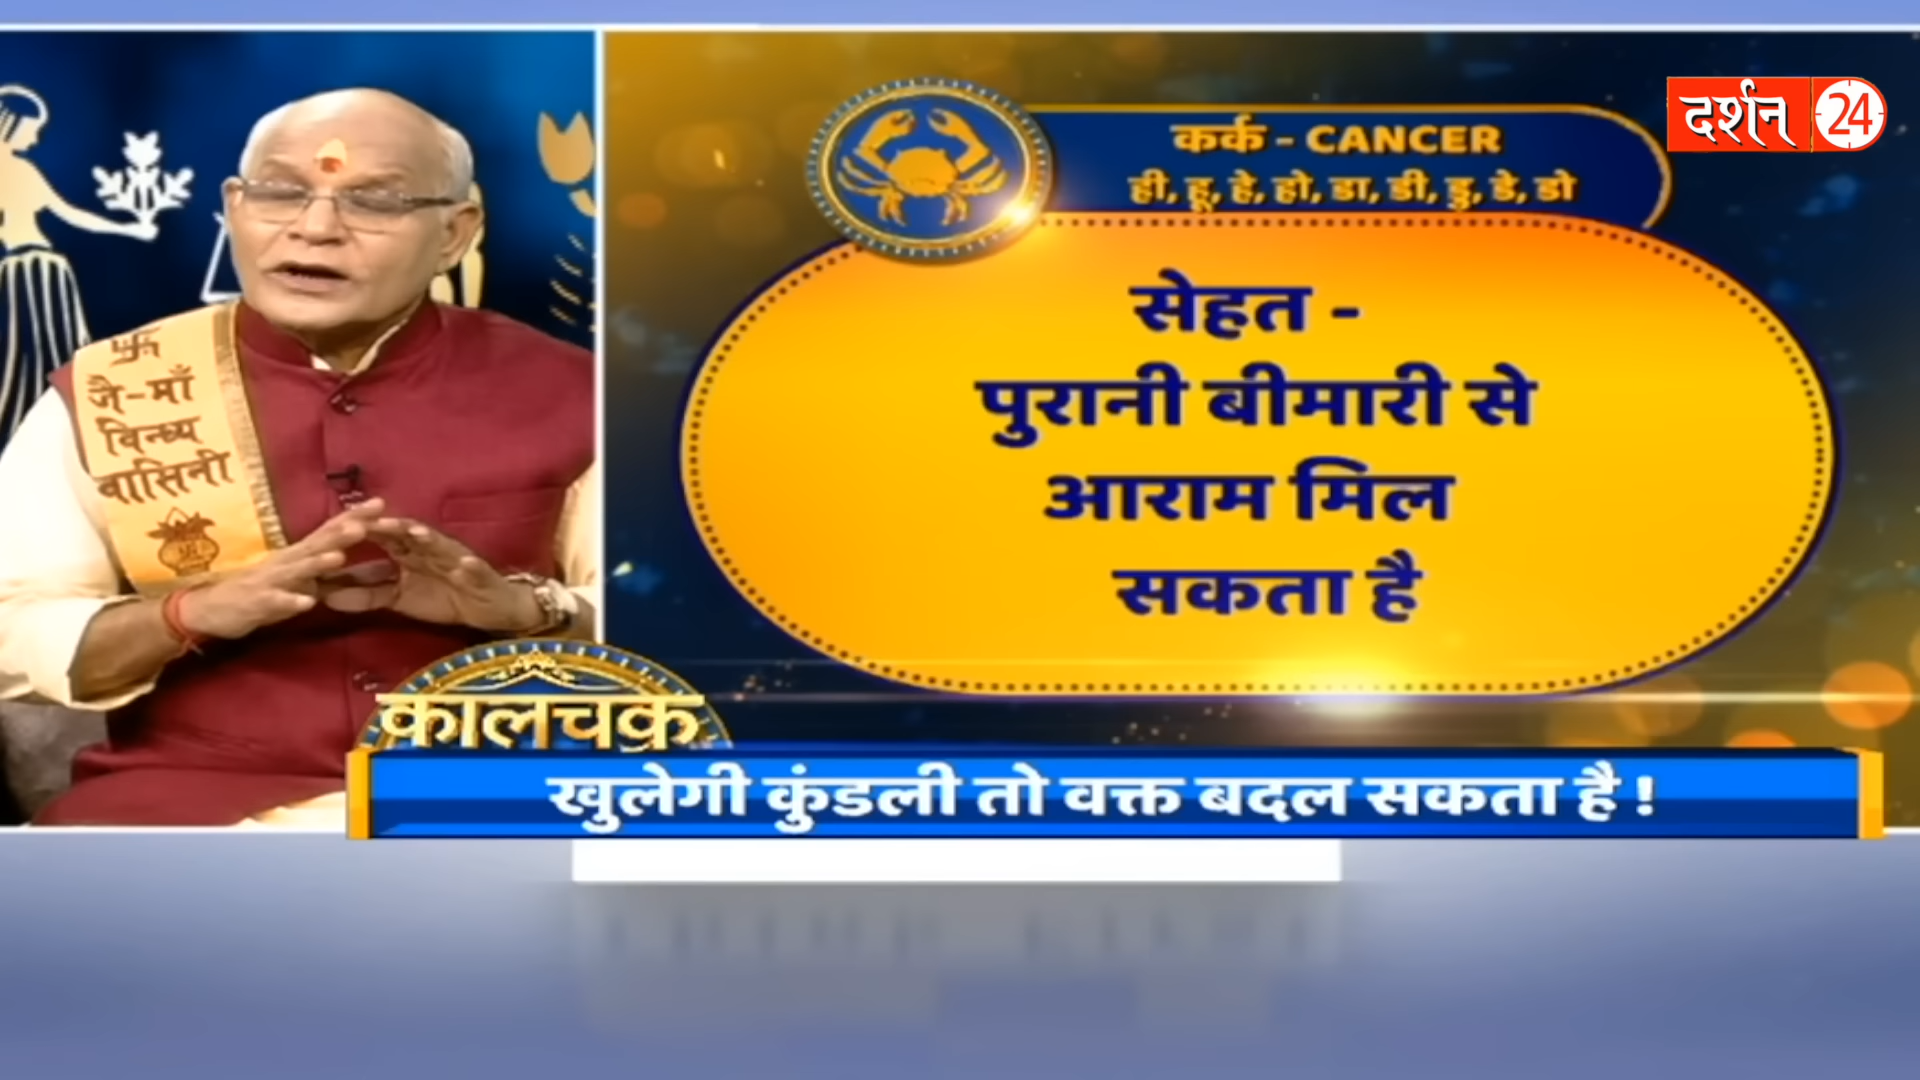 दर्शन 24
कर्क - CANCER
ही, हू, हे, हो, डा, डी, डु, डे, डो
सेहत -
पुरानी बीमारी से
आराम मिल
सकता है
जै-माँ
विन्ध्य
वासिनी
कालचक्र
खुलेगी कुंडली तो वक्त बदल सकता है !